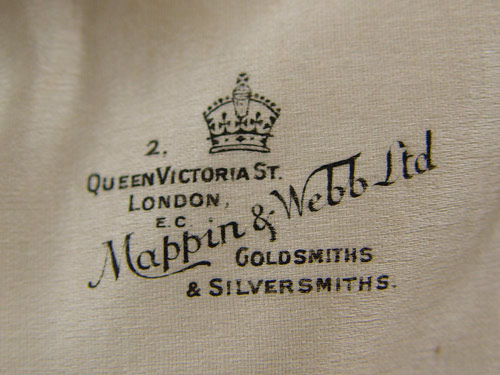 2,
QUEEN VICTORIA ST.
LONDON,
E.C
Mappin & Webb Ltd
GOLDSMITHS
& SILVERSMITHS.